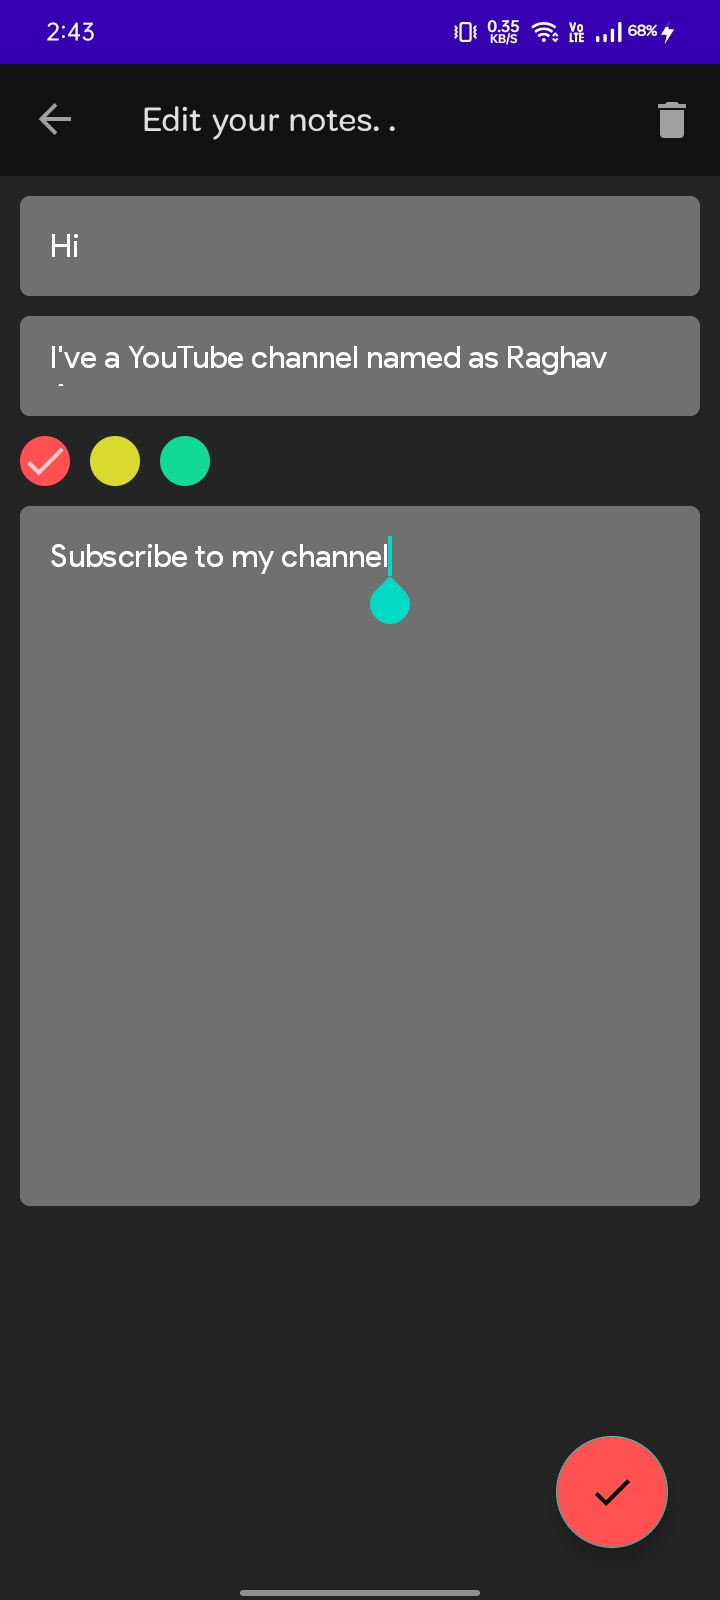 2:43
0.35 KB/S
Vo LTE
68%
Edit your notes. .
Hi
I've a YouTube channel named as Raghav
Subscribe to my channel